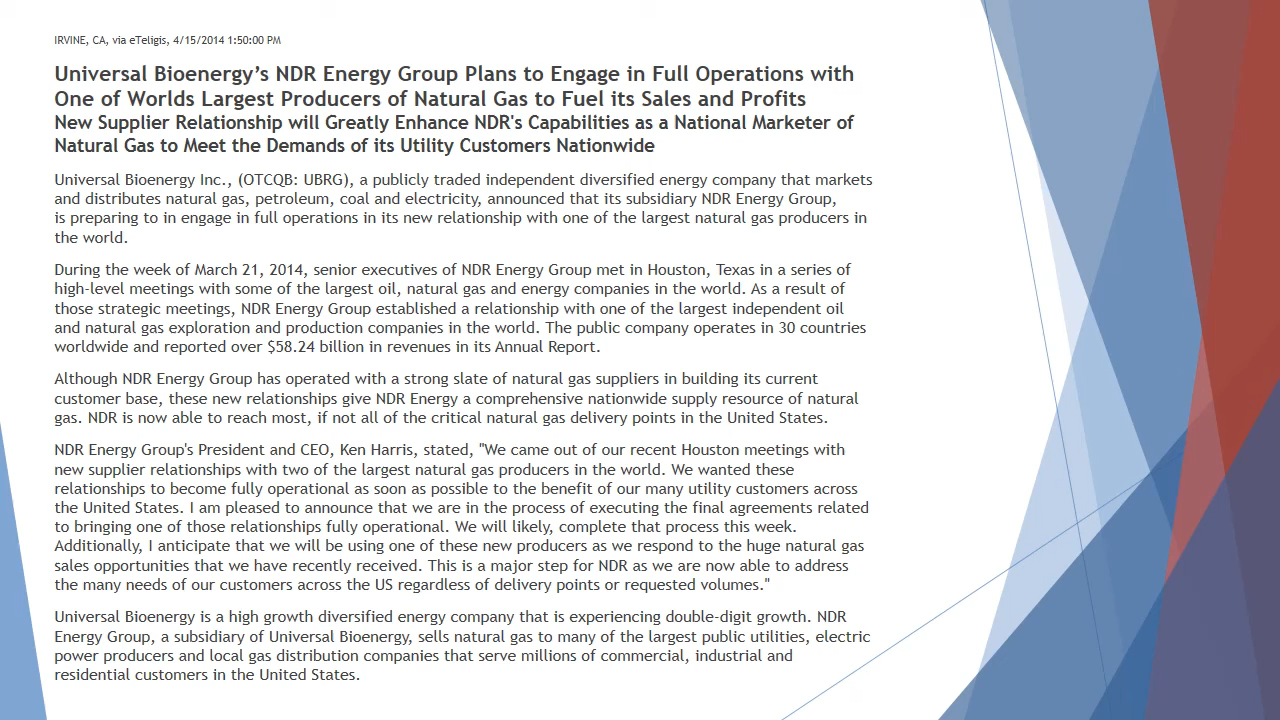 IRVINE, CA, via eTeligis, 4/15/2014 1:50:00 PM
Universal Bioenergy’s NDR Energy Group Plans to Engage in Full Operations with
One of Worlds Largest Producers of Natural Gas to Fuel its Sales and Profits
New Supplier Relationship will Greatly Enhance NDR's Capabilities as a National Marketer of
Natural Gas to Meet the Demands of its Utility Customers Nationwide
Universal Bioenergy Inc., (OTCQB: UBRG), a publicly traded independent diversified energy company that markets
and distributes natural gas, petroleum, coal and electricity, announced that its subsidiary NDR Energy Group,
is preparing to in engage in full operations in its new relationship with one of the largest natural gas producers in
the world.
During the week of March 21, 2014, senior executives of NDR Energy Group met in Houston, Texas in a series of
high-level meetings with some of the largest oil, natural gas and energy companies in the world. As a result of
those strategic meetings, NDR Energy Group established a relationship with one of the largest independent oil
and natural gas exploration and production companies in the world. The public company operates in 30 countries
worldwide and reported over $58.24 billion in revenues in its Annual Report.
Although NDR Energy Group has operated with a strong slate of natural gas suppliers in building its current
customer base, these new relationships give NDR Energy a comprehensive nationwide supply resource of natural
gas. NDR is now able to reach most, if not all of the critical natural gas delivery points in the United States.
NDR Energy Group's President and CEO, Ken Harris, stated, "We came out of our recent Houston meetings with
new supplier relationships with two of the largest natural gas producers in the world. We wanted these
relationships to become fully operational as soon as possible to the benefit of our many utility customers across
the United States. I am pleased to announce that we are in the process of executing the final agreements related
to bringing one of those relationships fully operational. We will likely, complete that process this week.
Additionally, I anticipate that we will be using one of these new producers as we respond to the huge natural gas
sales opportunities that we have recently received. This is a major step for NDR as we are now able to address
the many needs of our customers across the US regardless of delivery points or requested volumes."
Universal Bioenergy is a high growth diversified energy company that is experiencing double-digit growth. NDR
Energy Group, a subsidiary of Universal Bioenergy, sells natural gas to many of the largest public utilities, electric
power producers and local gas distribution companies that serve millions of commercial, industrial and
residential customers in the United States.